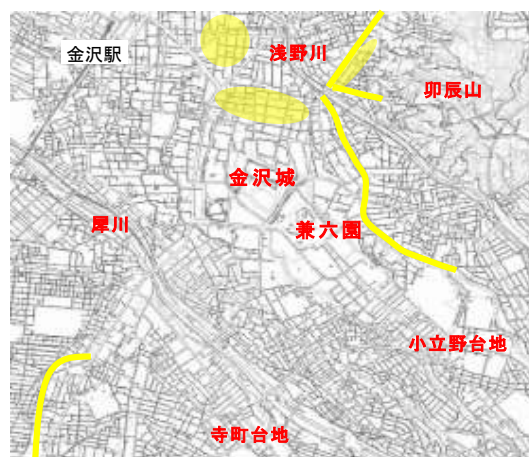 金沢駅
浅野川
卯辰山
金沢城
犀川
兼六園
小立野台地
寺町台地